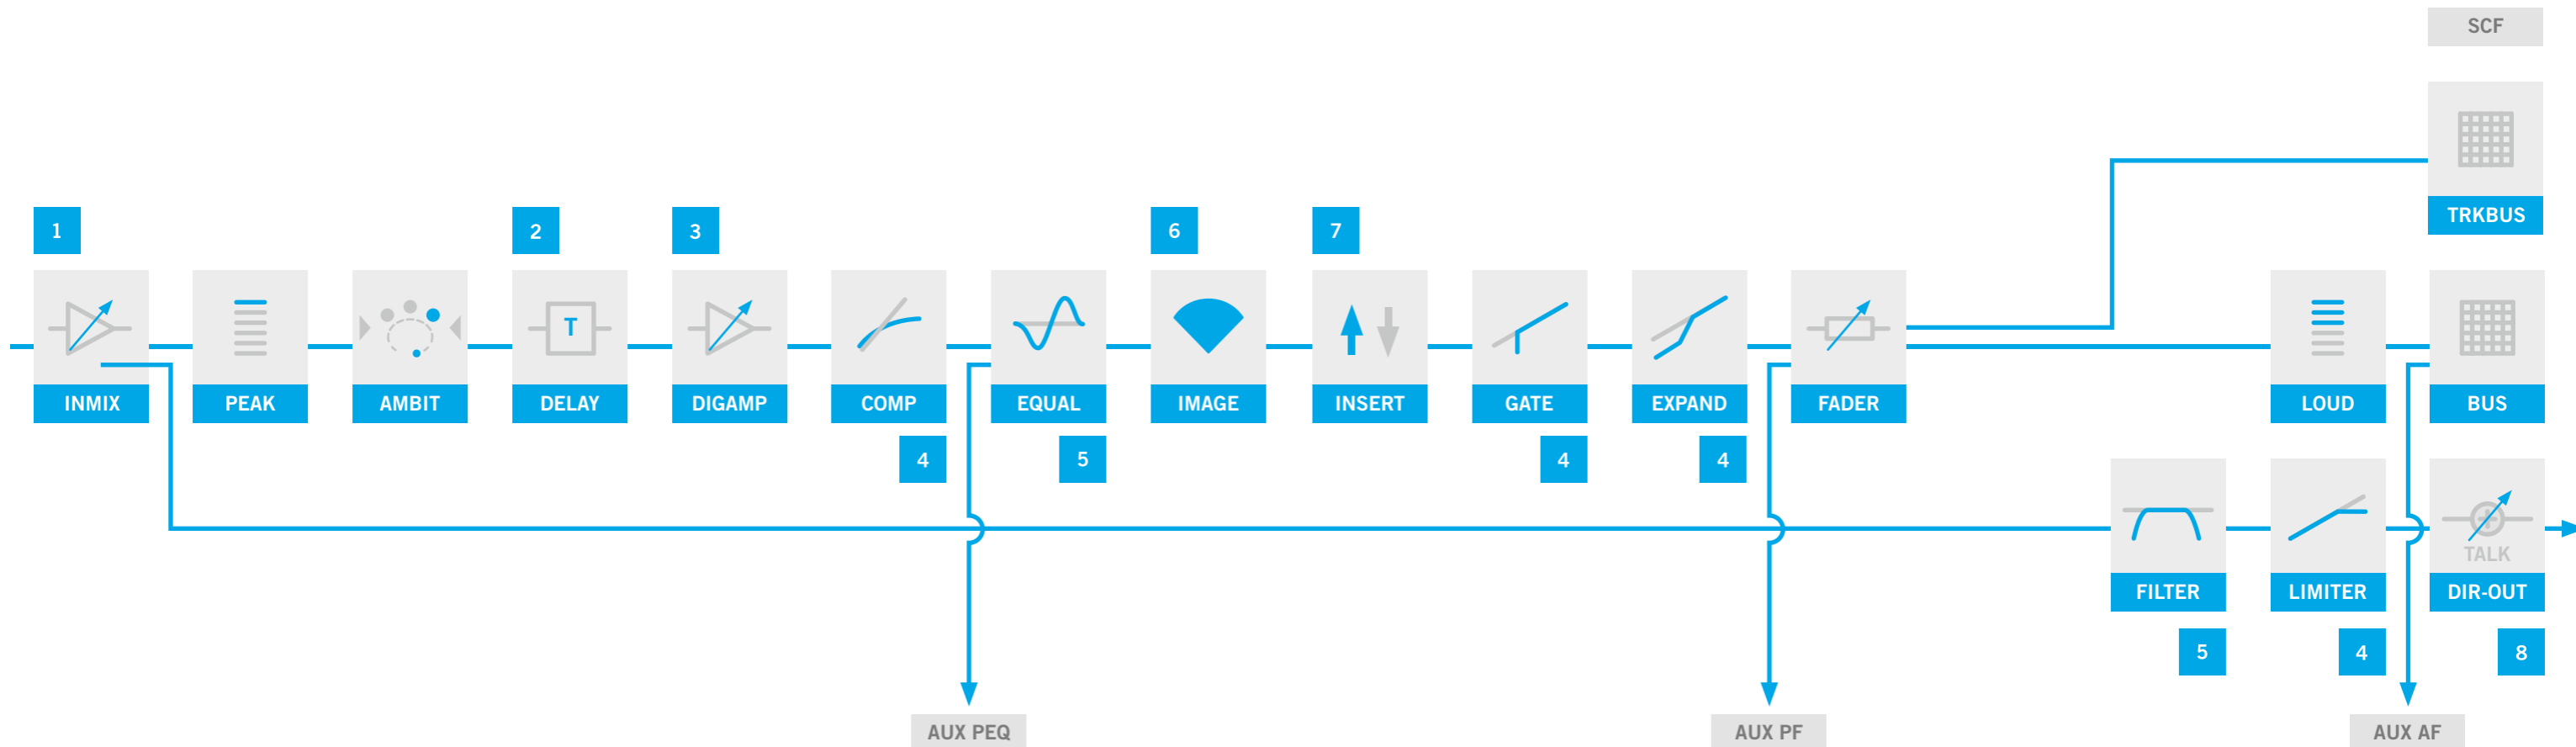 SCF
TRKBUS
1
2
3
6
7
T
INMIX
PEAK
AMBIT
DELAY
DIGAMP
COMP
EQUAL
IMAGE
INSERT
GATE
EXPAND
FADER
LOUD
BUS
4
5
4
4
TALK
FILTER
LIMITER
DIR-OUT
5
4
8
AUX PEQ
AUX PF
AUX AF